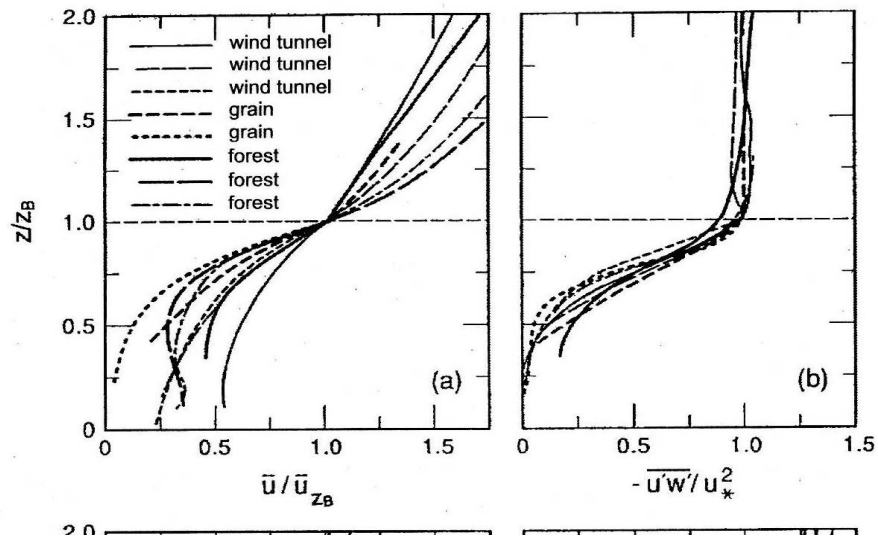 2.0
wind tunnel
wind tunnel
wind tunnel
grain
grain
forest
forest
forest
1.5
z/z_B
1.0
0.5
0
(a)
0 0.5 1.0 1.5
ū/ū_zB
(b)
0 0.5 1.0 1.5
- u'w'/u_*^2
2.0